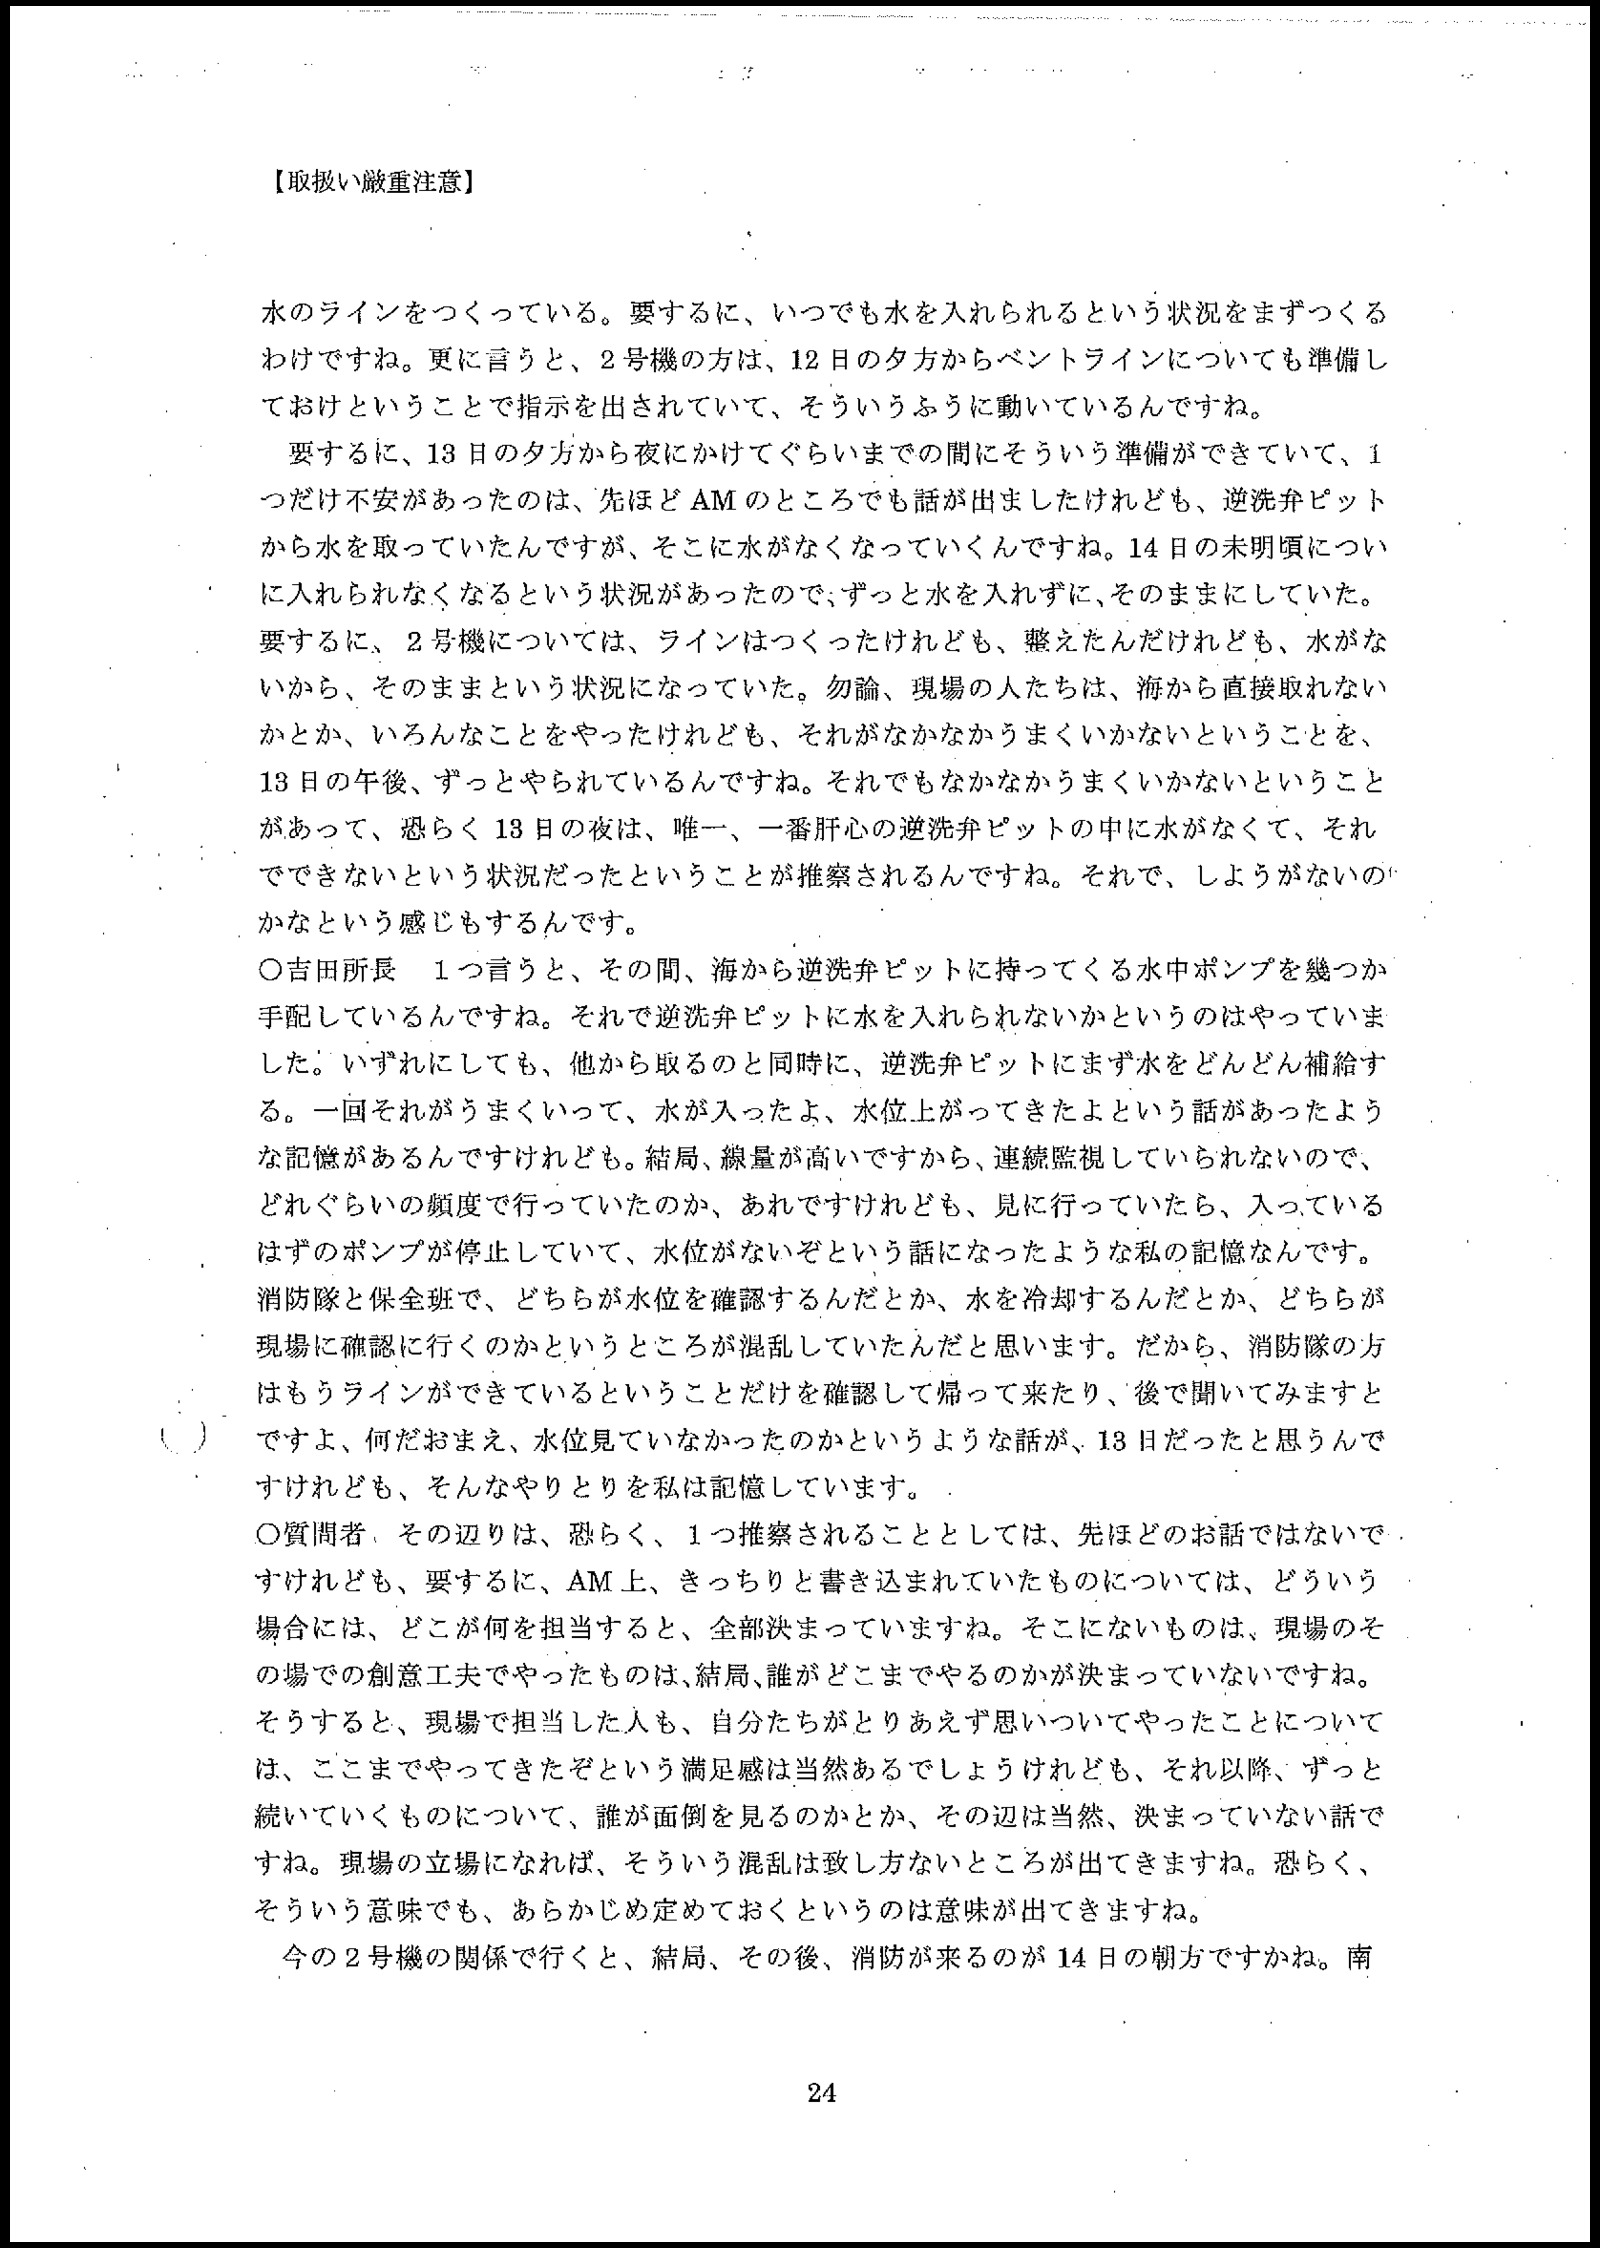 【取扱い厳重注意】
水のラインをつくっている。要するに、いつでも水を入れられるという状況をまずつくる
わけですね。更に言うと、２号機の方は、12 日の夕方からベントラインについても準備し
ておけということで指示を出されていて、そういうふうに動いているんですね。
　要するに、13 日の夕方から夜にかけてぐらいまでの間にそういう準備ができていて、１
つだけ不安があったのは、先ほど AM のところでも話が出ましたけれども、逆洗弁ピット
から水を取っていたんですが、そこに水がなくなっていくんですね。14 日の未明頃につい
に入れられなくなるという状況があったので、ずっと水を入れずに、そのままにしていた。
要するに、２号機については、ラインはつくったけれども、整えたんだけれども、水がな
いから、そのままという状況になっていた。勿論、現場の人たちは、海から直接取れない
かとか、いろんなことをやったけれども、それがなかなかうまくいかないということを、
13 日の午後、ずっとやられているんですね。それでもなかなかうまくいかないということ
があって、恐らく 13 日の夜は、唯一、一番肝心の逆洗弁ピットの中に水がなくて、それ
でできないという状況だったということが推察されるんですね。それで、しようがないの
かなという感じもするんです。
○吉田所長　１つ言うと、その間、海から逆洗弁ピットに持ってくる水中ポンプを幾つか
手配しているんですね。それで逆洗弁ピットに水を入れられないかというのはやっていま
した。いずれにしても、他から取るのと同時に、逆洗弁ピットにまず水をどんどん補給す
る。一回それがうまくいって、水が入ったよ、水位上がってきたよという話があったよう
な記憶があるんですけれども。結局、線量が高いですから、連続監視していられないので、
どれぐらいの頻度で行っていたのか、あれですけれども、見に行っていたら、入っている
はずのポンプが停止していて、水位がないぞという話になったような私の記憶なんです。
消防隊と保全班で、どちらが水位を確認するんだとか、水を冷却するんだとか、どちらが
現場に確認に行くのかというところが混乱していたんだと思います。だから、消防隊の方
はもうラインができているということだけを確認して帰って来たり、後で聞いてみますと
ですよ、何だおまえ、水位見ていなかったのかというような話が、13 日だったと思うんで
すけれども、そんなやりとりを私は記憶しています。
○質問者　その辺りは、恐らく、１つ推察されることとしては、先ほどのお話ではないで
すけれども、要するに、AM 上、きっちりと書き込まれていたものについては、どういう
場合には、どこが何を担当すると、全部決まっていますね。そこにないものは、現場のそ
の場での創意工夫でやったものは、結局、誰がどこまでやるのかが決まっていないですね。
そうすると、現場で担当した人も、自分たちがとりあえず思いついてやったことについて
は、ここまでやってきたぞという満足感は当然あるでしょうけれども、それ以降、ずっと
続いていくものについて、誰が面倒を見るのかとか、その辺は当然、決まっていない話で
すね。現場の立場になれば、そういう混乱は致し方ないところが出てきますね。恐らく、
そういう意味でも、あらかじめ定めておくというのは意味が出てきますね。
　今の２号機の関係で行くと、結局、その後、消防が来るのが 14 日の朝方ですかね。南
24